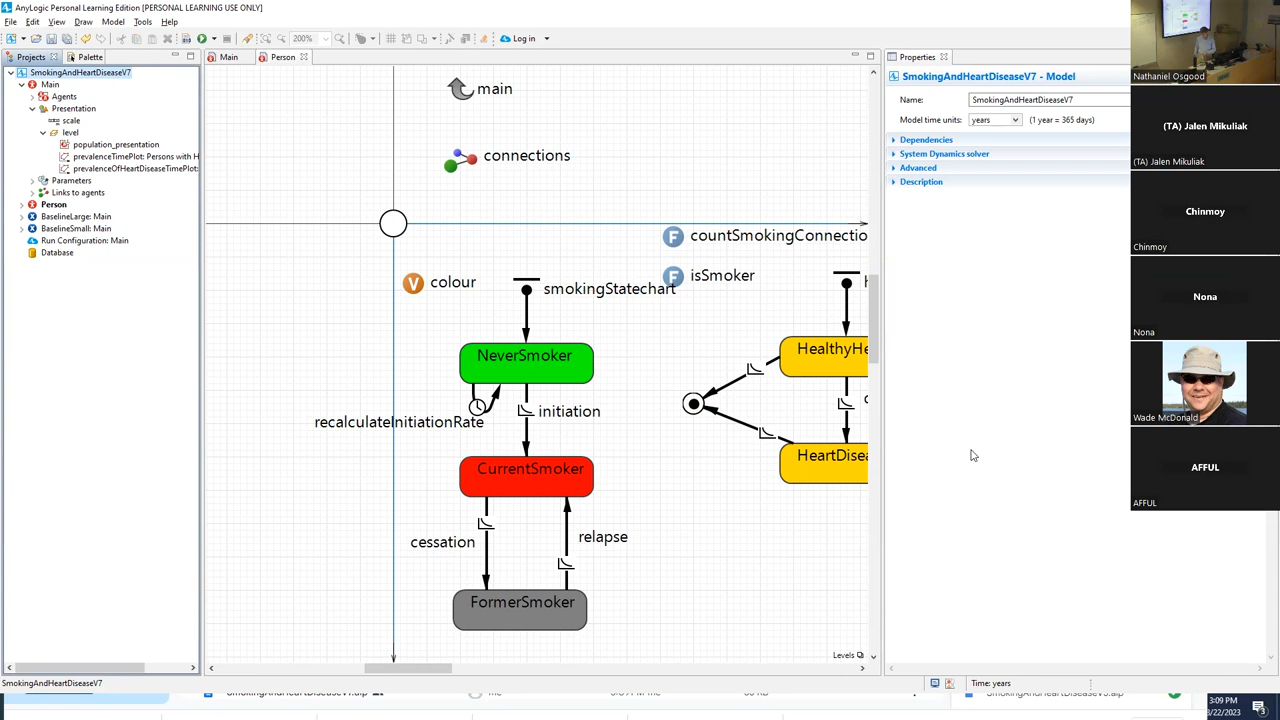 AnyLogic Personal Learning Edition [PERSONAL LEARNING USE ONLY]
File Edit View Draw Model Tools Help
200%
Log in
Projects
Palette
SmokingAndHeartDiseaseV7
Main
Agents
Presentation
scale
level
population_presentation
prevalenceTimePlot: Persons with H
prevalenceOfHeartDiseaseTimePlot:
Parameters
Links to agents
Person
BaselineLarge: Main
BaselineSmall: Main
Run Configuration: Main
Database
Main
Person
main
connections
countSmokingConnectio
isSmoker
colour
smokingStatechart
NeverSmoker
recalculateInitiationRate
initiation
CurrentSmoker
cessation
relapse
FormerSmoker
HealthyHe
HeartDisea
Levels
Properties
SmokingAndHeartDiseaseV7 - Model
Name: SmokingAndHeartDiseaseV7
Model time units: years (1 year = 365 days)
Dependencies
System Dynamics solver
Advanced
Description
Nathaniel Osgood
(TA) Jalen Mikuliak
(TA) Jalen Mikuliak
Chinmoy
Chinmoy
Nona
Nona
Wade McDonald
AFFUL
AFFUL
SmokingAndHeartDiseaseV7
Time: years
3:09 PM
8/22/2023
3